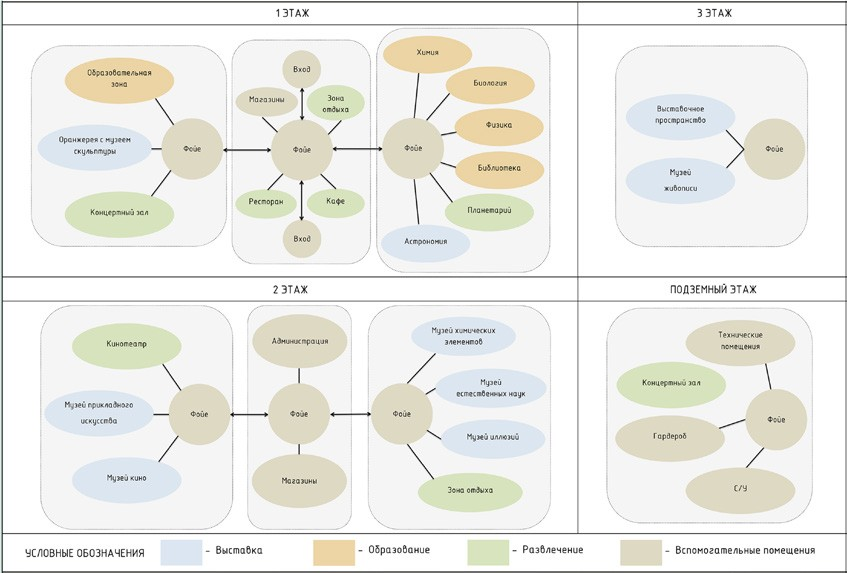 1 ЭТАЖ
Образовательная
зона
Оранжерея с музеем
скульптуры
Концертный зал
Фойе
Вход
Магазины
Зона
отдыха
Фойе
Ресторан
Кафе
Вход
Химия
Биология
Физика
Библиотека
Планетарий
Астрономия
Фойе
3 ЭТАЖ
Выставочное
пространство
Музей
живописи
Фойе
2 ЭТАЖ
Кинотеатр
Музей прикладного
искусства
Музей кино
Фойе
Администрация
Фойе
Магазины
Музей химических
элементов
Музей
естественных наук
Музей иллюзий
Зона отдыха
Фойе
ПОДЗЕМНЫЙ ЭТАЖ
Технические
помещения
Концертный зал
Гардероб
С/У
Фойе
УСЛОВНЫЕ ОБОЗНАЧЕНИЯ
- Выставка
- Образование
- Развлечение
- Вспомогательные помещения